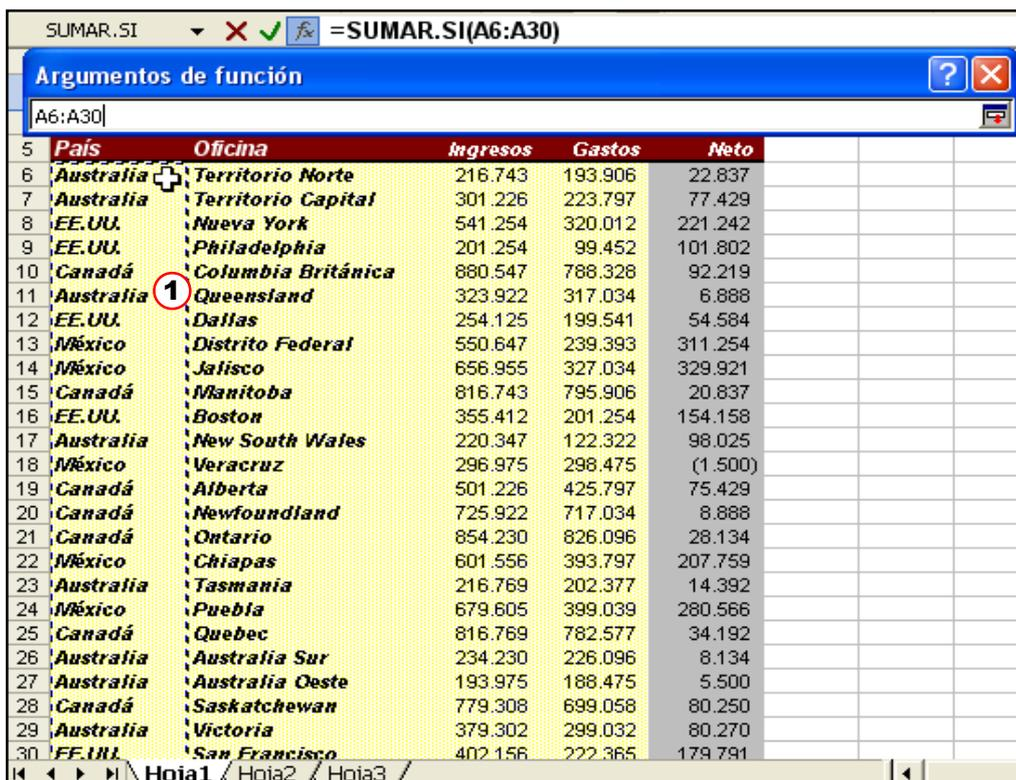 SUMAR.SI =SUMAR.SI(A6:A30)
Argumentos de función
A6:A30
5 País Oficina Ingresos Gastos Neto
6 Australia Territorio Norte 216.743 193.906 22.837
7 Australia Territorio Capital 301.226 223.797 77.429
8 EE.UU. Nueva York 541.254 320.012 221.242
9 EE.UU. Philadelphia 201.254 99.452 101.802
10 Canadá Columbia Británica 880.547 788.328 92.219
11 Australia 1 Queensland 323.922 317.034 6.888
12 EE.UU. Dallas 254.125 199.541 54.584
13 México Distrito Federal 550.647 239.393 311.254
14 México Jalisco 656.955 327.034 329.921
15 Canadá Manitoba 816.743 795.906 20.837
16 EE.UU. Boston 355.412 201.254 154.158
17 Australia New South Wales 220.347 122.322 98.025
18 México Veracruz 296.975 298.475 (1.500)
19 Canadá Alberta 501.226 425.797 75.429
20 Canadá Newfoundland 725.922 717.034 8.888
21 Canadá Ontario 854.230 826.096 28.134
22 México Chiapas 601.556 393.797 207.759
23 Australia Tasmania 216.769 202.377 14.392
24 México Puebla 679.605 399.039 280.566
25 Canadá Quebec 816.769 782.577 34.192
26 Australia Australia Sur 234.230 226.096 8.134
27 Australia Australia Oeste 193.975 188.475 5.500
28 Canadá Saskatchewan 779.308 699.058 80.250
29 Australia Victoria 379.302 299.032 80.270
30 EE.UU. San Francisco 402.156 222.365 179.791
Hoja1 / Hoja2 / Hoja3 /